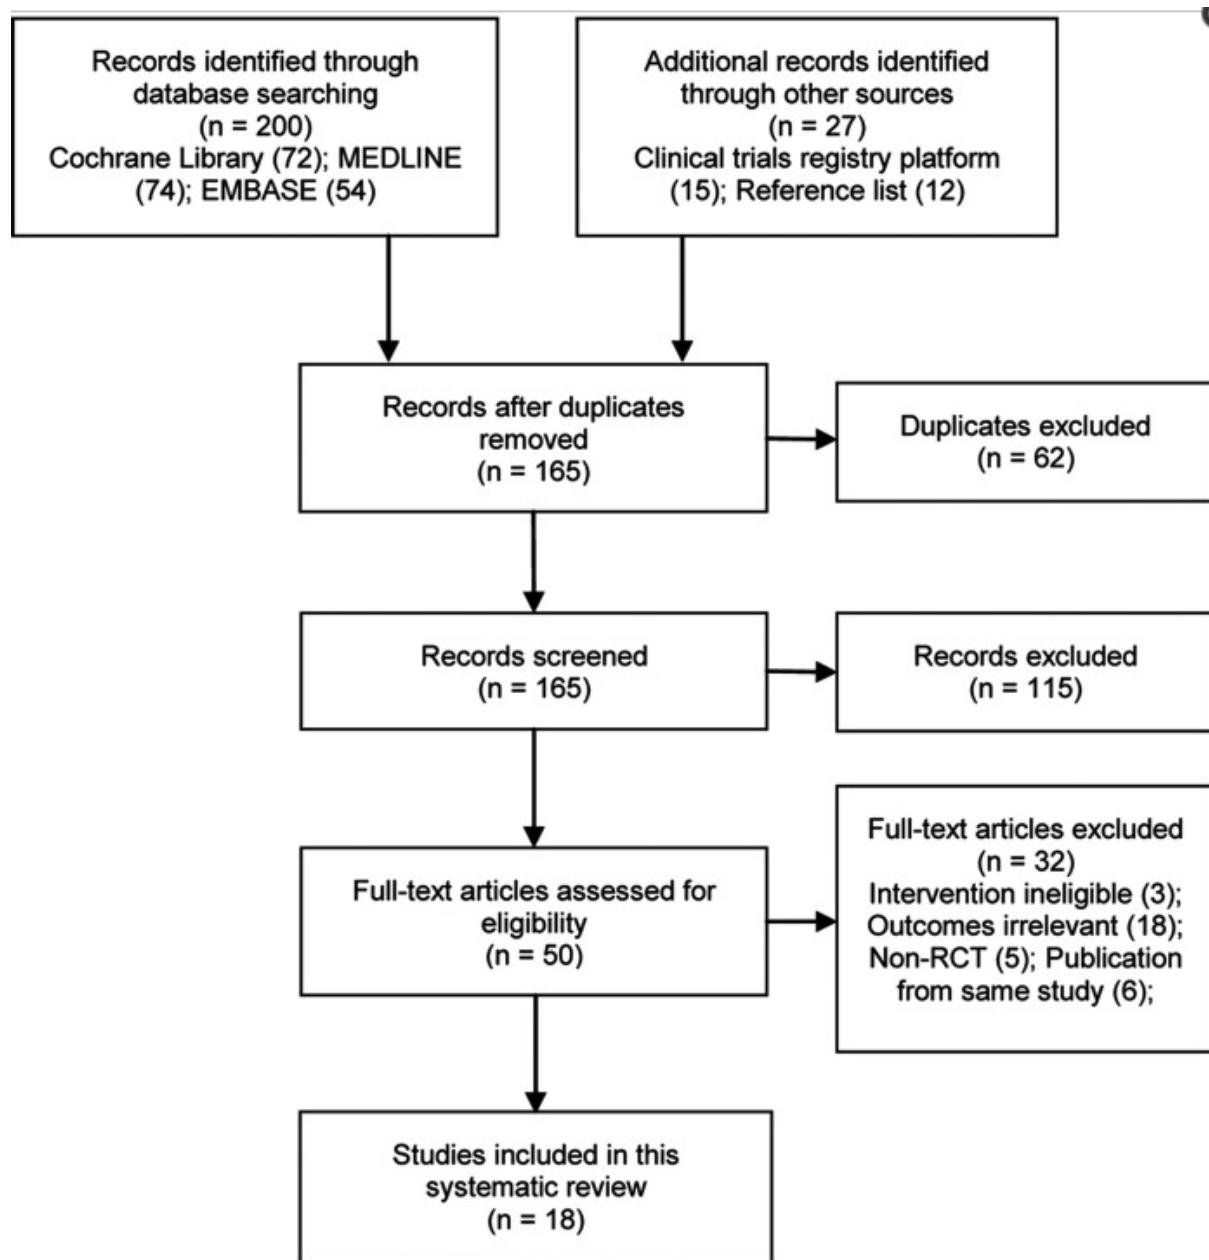 Records identified through
database searching
(n = 200)
Cochrane Library (72); MEDLINE
(74); EMBASE (54)
Additional records identified
through other sources
(n = 27)
Clinical trials registry platform
(15); Reference list (12)
Records after duplicates
removed
(n = 165)
Duplicates excluded
(n = 62)
Records screened
(n = 165)
Records excluded
(n = 115)
Full-text articles assessed for
eligibility
(n = 50)
Full-text articles excluded
(n = 32)
Intervention ineligible (3);
Outcomes irrelevant (18);
Non-RCT (5); Publication
from same study (6);
Studies included in this
systematic review
(n = 18)